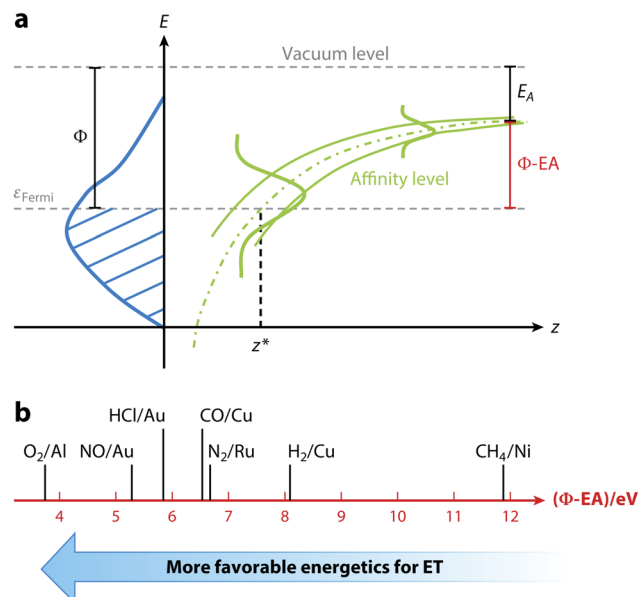 a
E
Vacuum level
E_A
Φ
Φ-EA
Affinity level
ε_Fermi
z*
z
b
HCl/Au
CO/Cu
O₂/Al
NO/Au
N₂/Ru
H₂/Cu
CH₄/Ni
(Φ-EA)/eV
4 5 6 7 8 9 10 11 12
More favorable energetics for ET